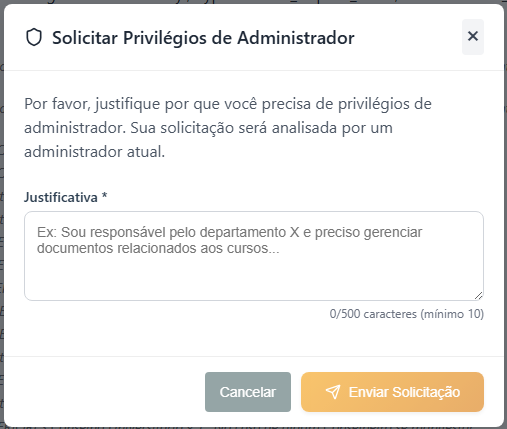 Solicitar Privilégios de Administrador
×
Por favor, justifique por que você precisa de privilégios de
administrador. Sua solicitação será analisada por um
administrador atual.
Justificativa *
Ex: Sou responsável pelo departamento X e preciso gerenciar
documentos relacionados aos cursos...
0/500 caracteres (mínimo 10)
Cancelar
Enviar Solicitação